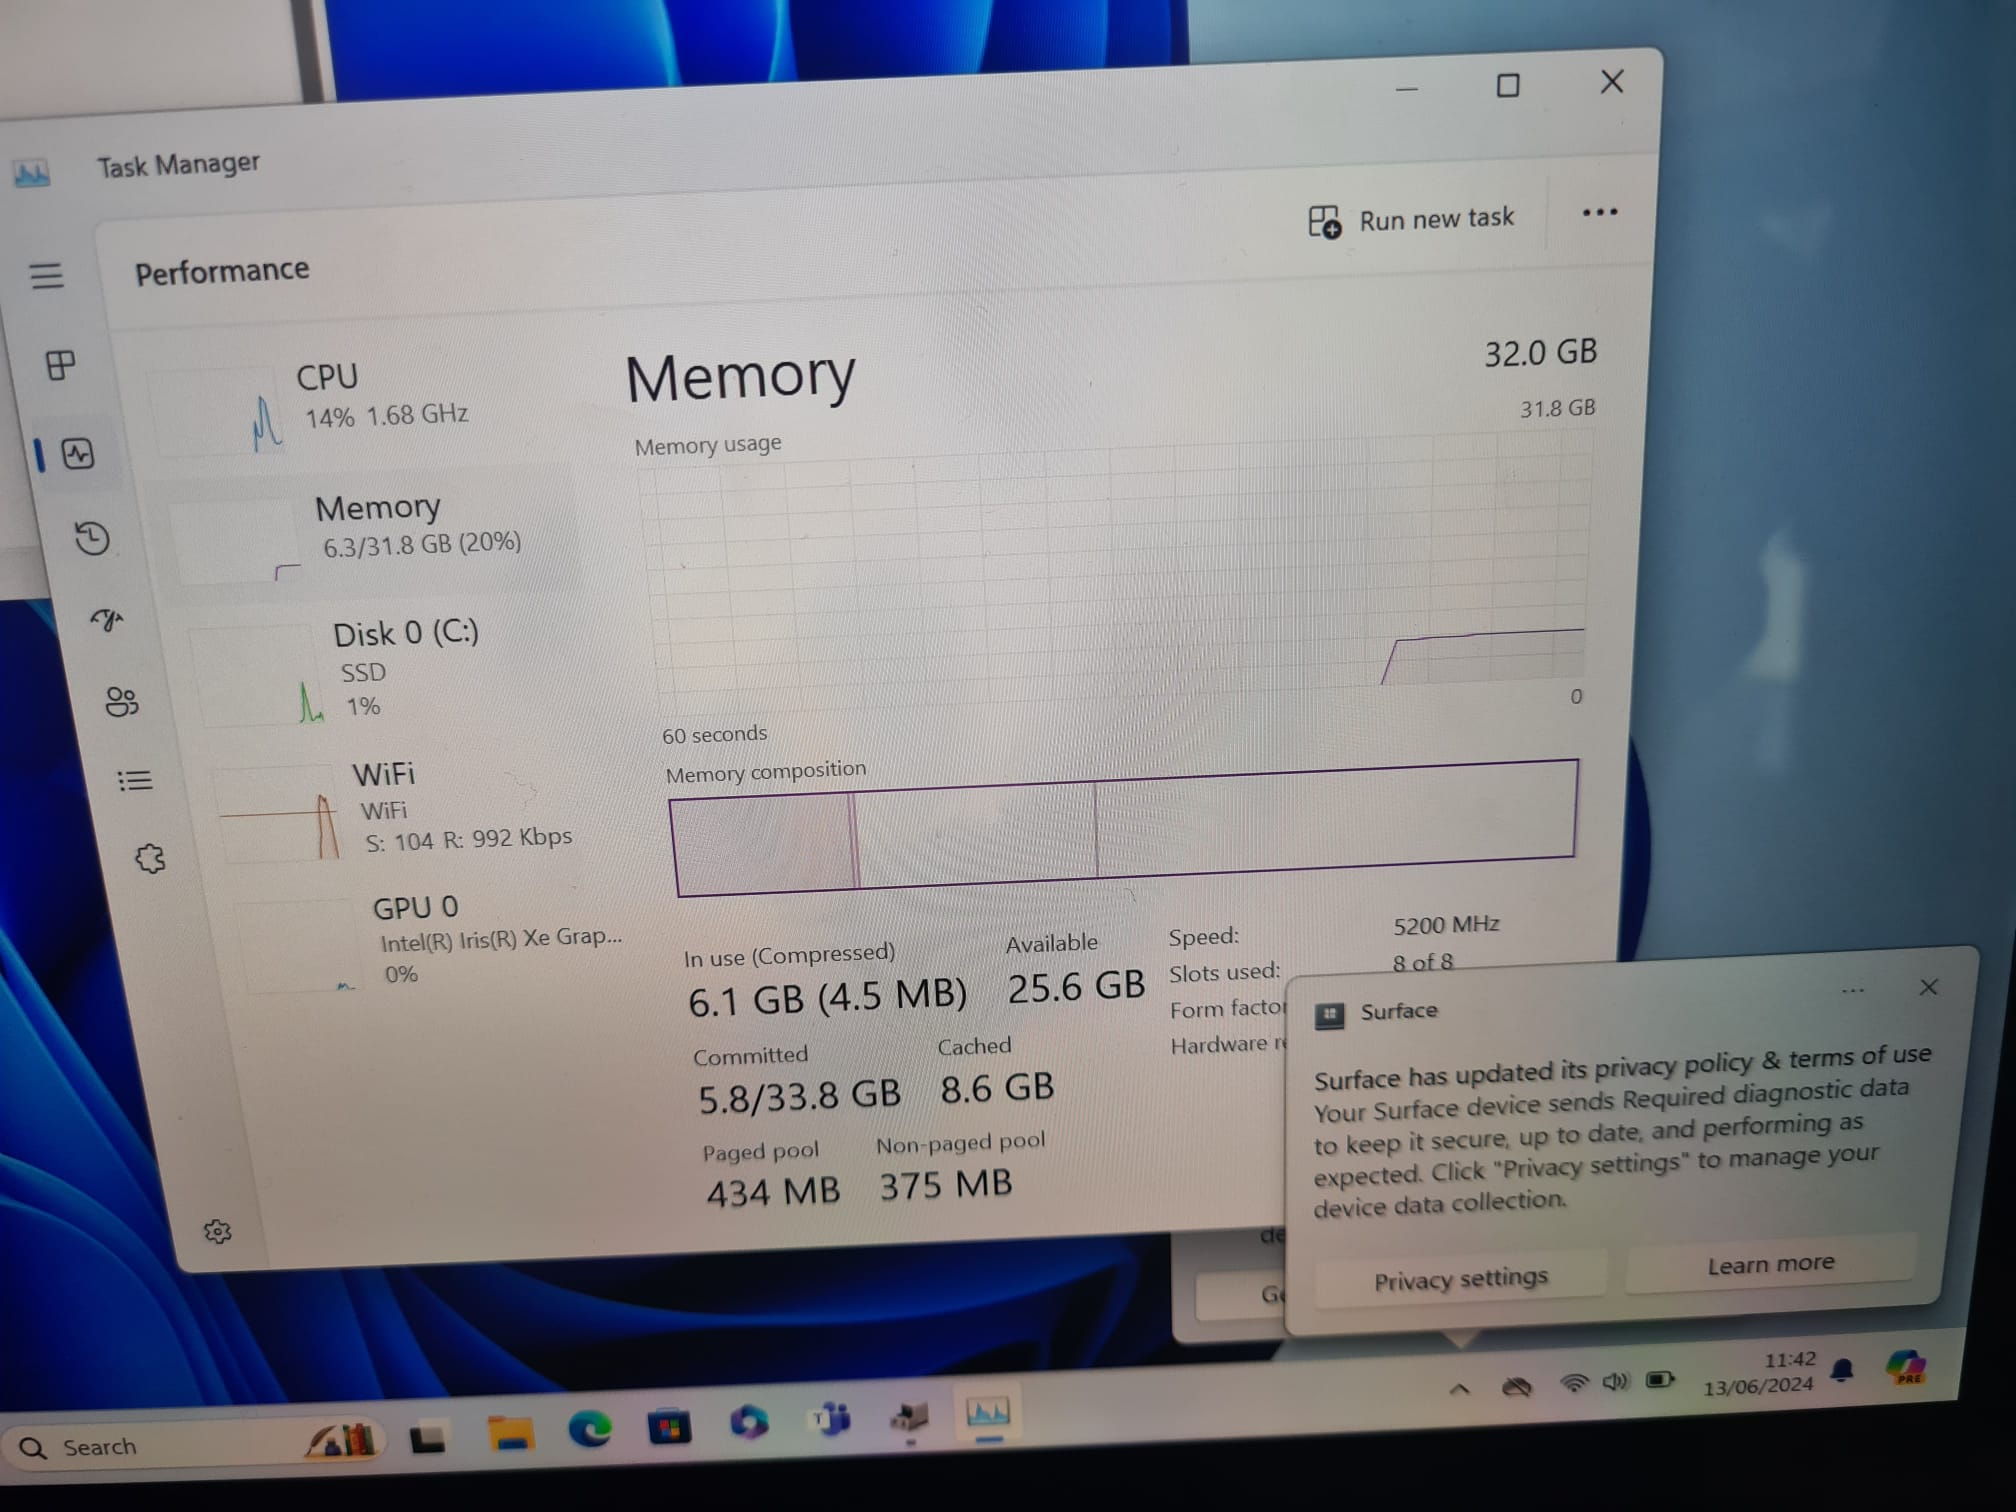 Task Manager
Run new task
Performance
CPU
14% 1.68 GHz
Memory
6.3/31.8 GB (20%)
Disk 0 (C:)
SSD
1%
WiFi
WiFi
S: 104 R: 992 Kbps
GPU 0
Intel(R) Iris(R) Xe Grap...
0%
Memory
32.0 GB
31.8 GB
Memory usage
60 seconds
0
Memory composition
In use (Compressed)
6.1 GB (4.5 MB)
Available
25.6 GB
Committed
5.8/33.8 GB
Cached
8.6 GB
Paged pool
434 MB
Non-paged pool
375 MB
Speed: 5200 MHz
Slots used: 8 of 8
Form factor
Hardware re
Surface
Surface has updated its privacy policy & terms of use
Your Surface device sends Required diagnostic data
to keep it secure, up to date, and performing as
expected. Click "Privacy settings" to manage your
device data collection.
Privacy settings
Learn more
de
Ge
Search
11:42
13/06/2024
PRE